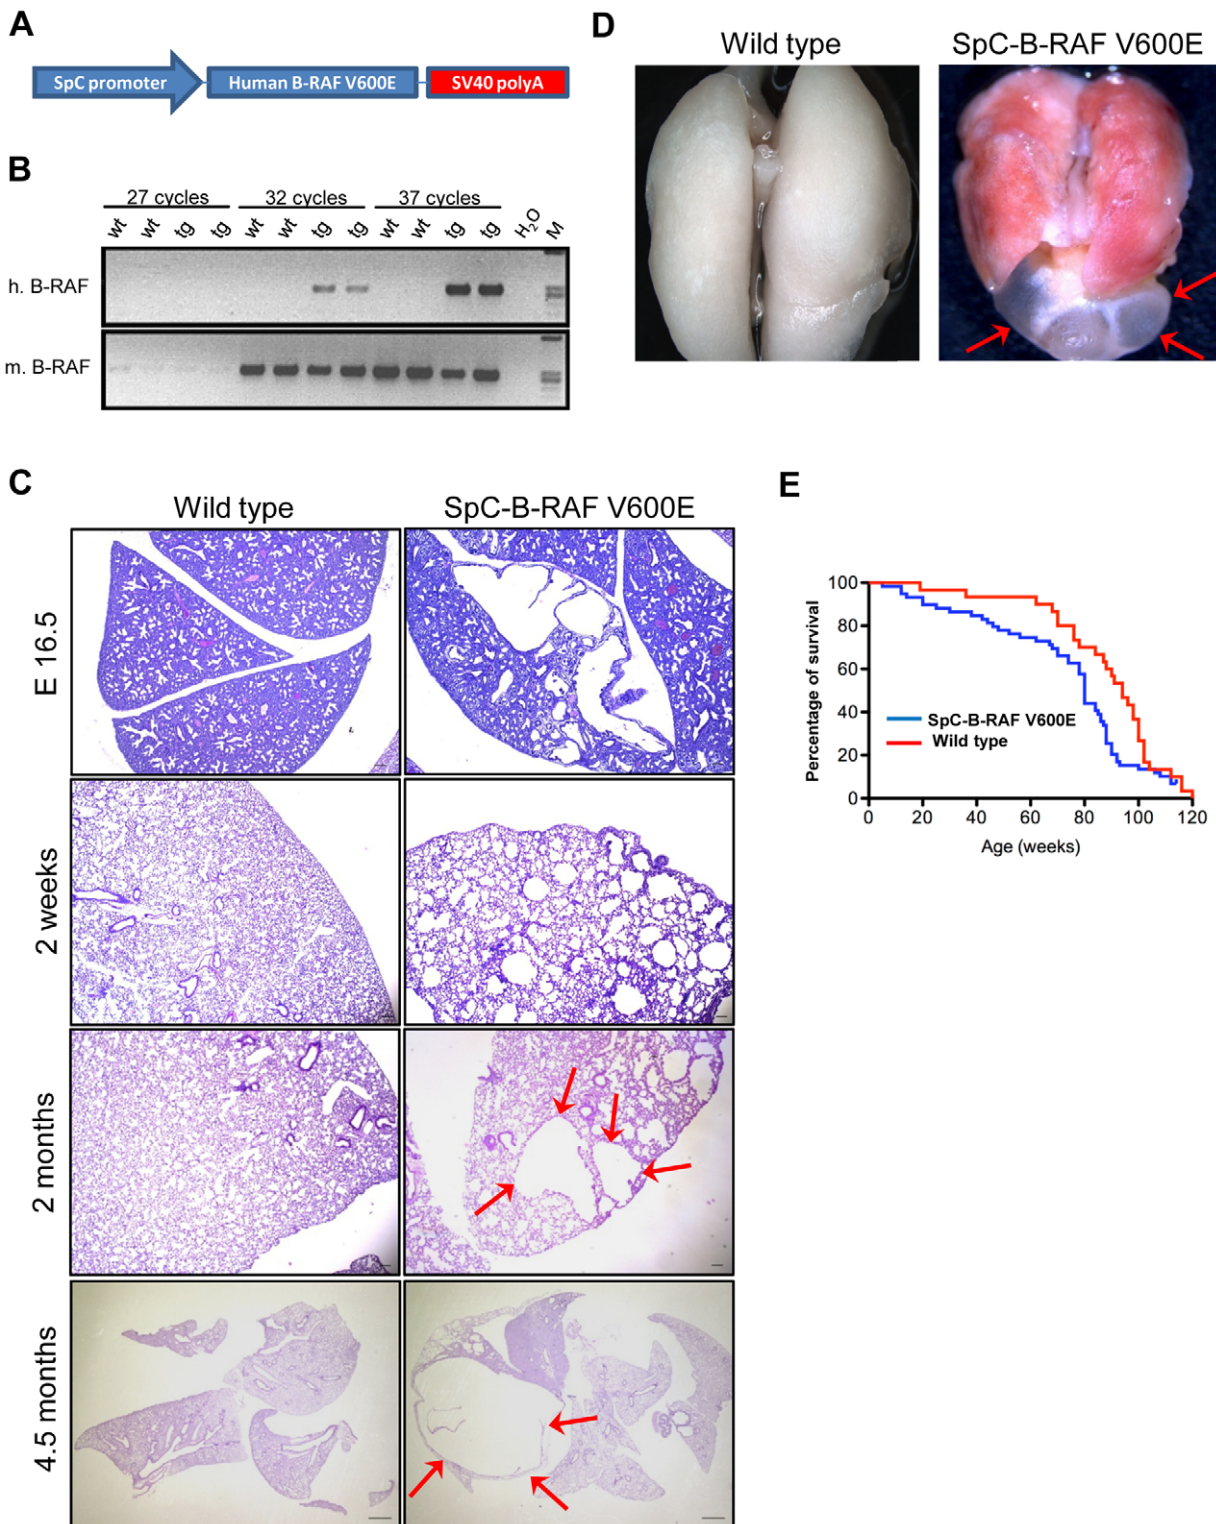 A
SpC promoter
Human B-RAF V600E
SV40 polyA
B
27 cycles
32 cycles
37 cycles
wt wt tg tg wt wt tg tg wt wt tg tg H2O M
h. B-RAF
m. B-RAF
C
Wild type
SpC-B-RAF V600E
E 16.5
2 weeks
2 months
4.5 months
D
Wild type
SpC-B-RAF V600E
E
Percentage of survival
100
80
60
40
20
0
SpC-B-RAF V600E
Wild type
0 20 40 60 80 100 120
Age (weeks)